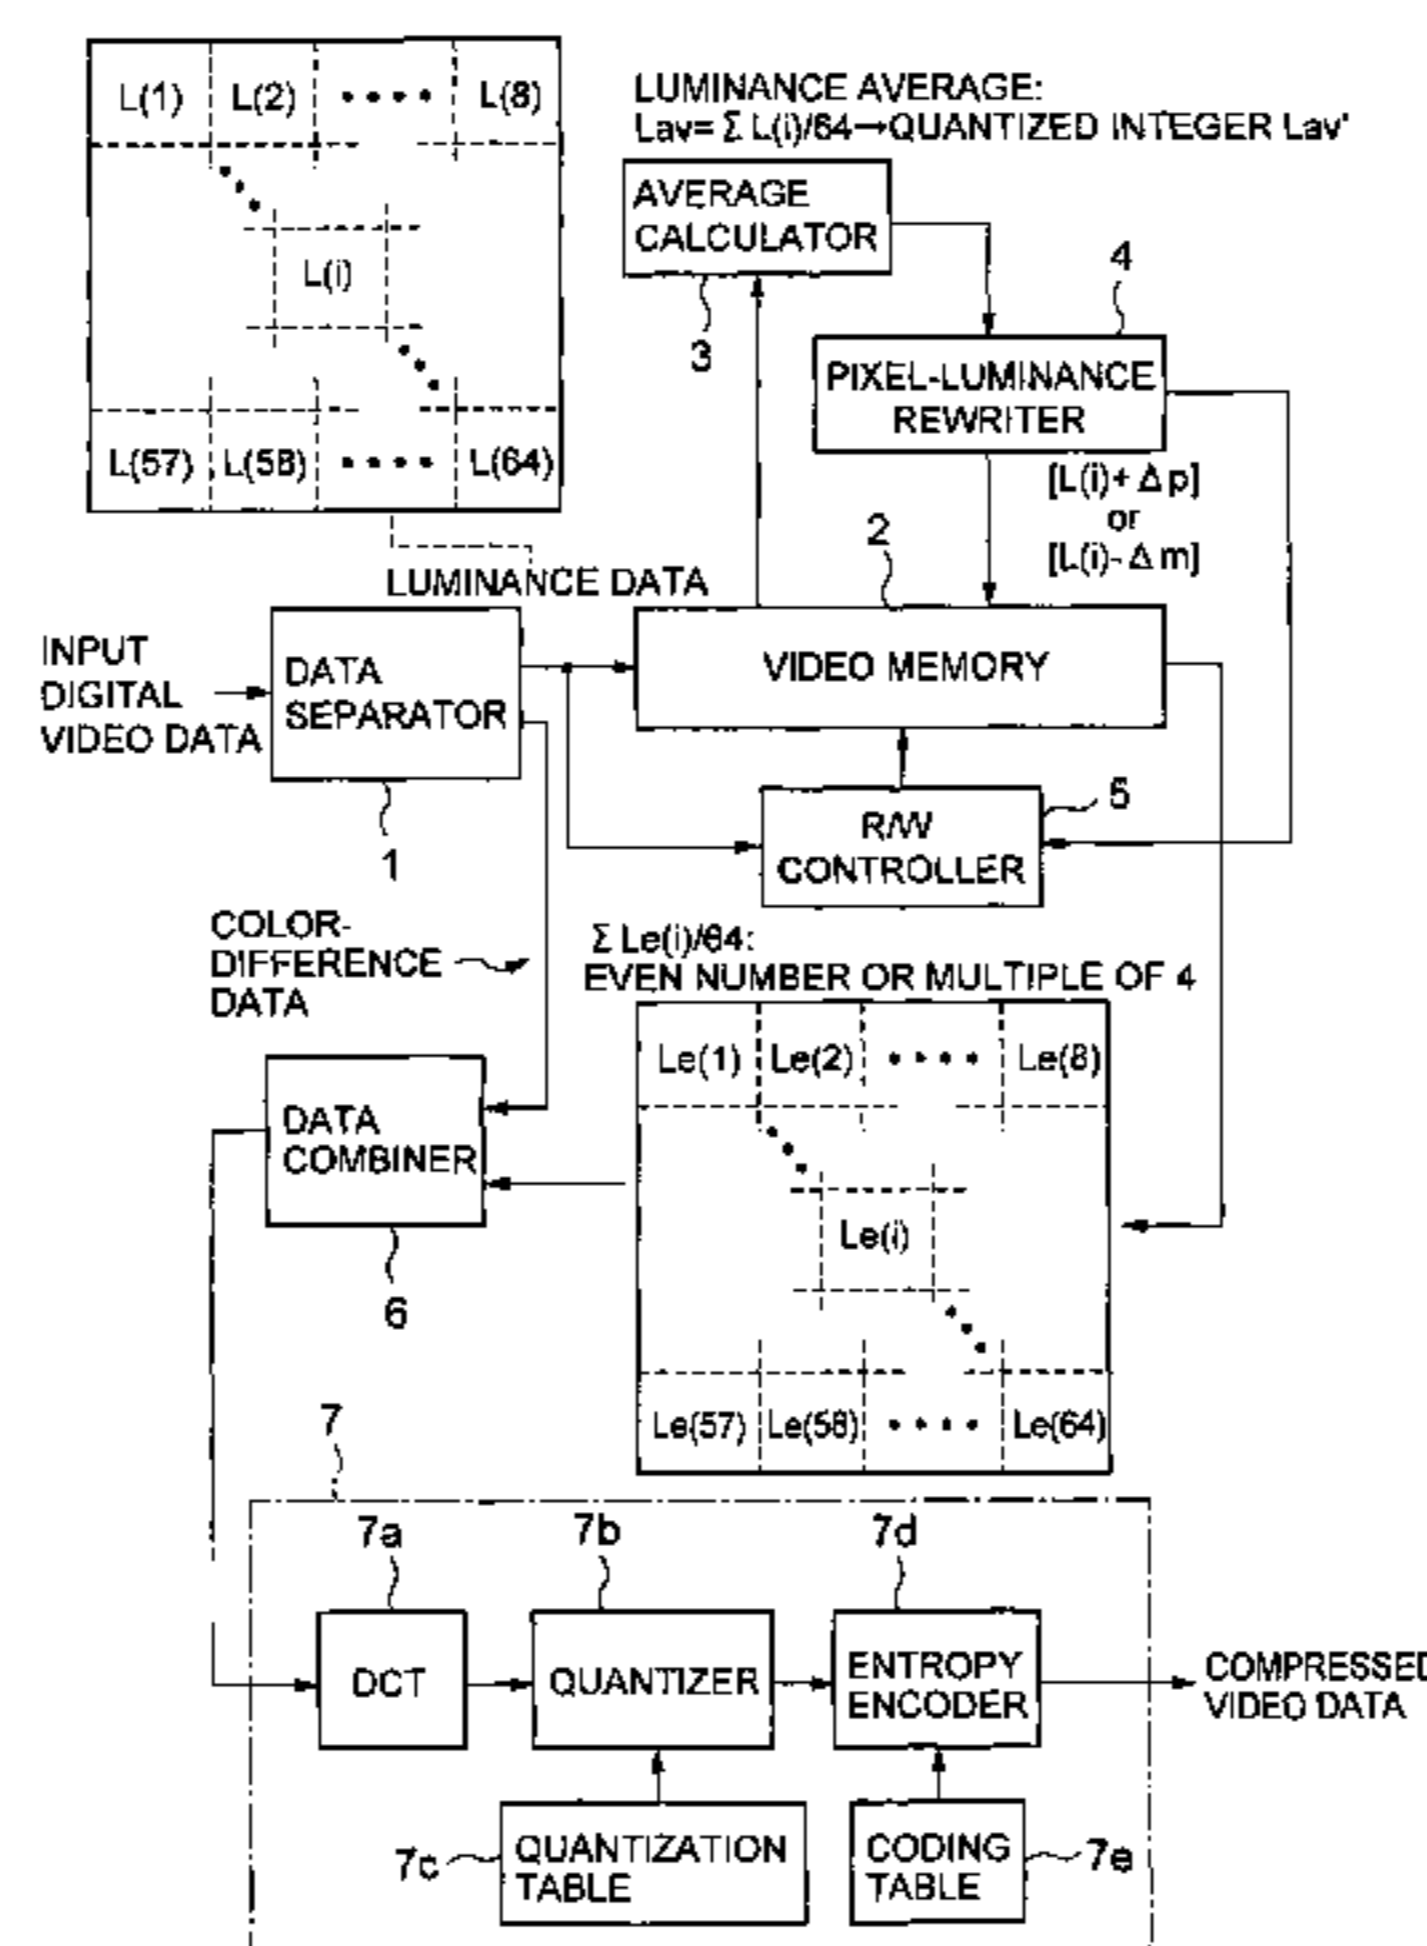 L(1) L(2) •••• L(8)
L(i)
L(57) L(58) •••• L(64)
LUMINANCE AVERAGE:
Lav= Σ L(i)/64→QUANTIZED INTEGER Lav'
AVERAGE
CALCULATOR
3
4
PIXEL-LUMINANCE
REWRITER
[L(i)+ Δp]
or
[L(i)- Δm]
LUMINANCE DATA
2
INPUT
DIGITAL
VIDEO DATA
DATA
SEPARATOR
1
VIDEO MEMORY
R/W
CONTROLLER
5
COLOR-
DIFFERENCE
DATA
Σ Le(i)/64:
EVEN NUMBER OR MULTIPLE OF 4
Le(1) Le(2) •••• Le(8)
Le(i)
Le(57) Le(58) •••• Le(64)
DATA
COMBINER
6
7
7a
7b
7d
DCT
QUANTIZER
ENTROPY
ENCODER
COMPRESSED
VIDEO DATA
7c
QUANTIZATION
TABLE
CODING
TABLE
7e